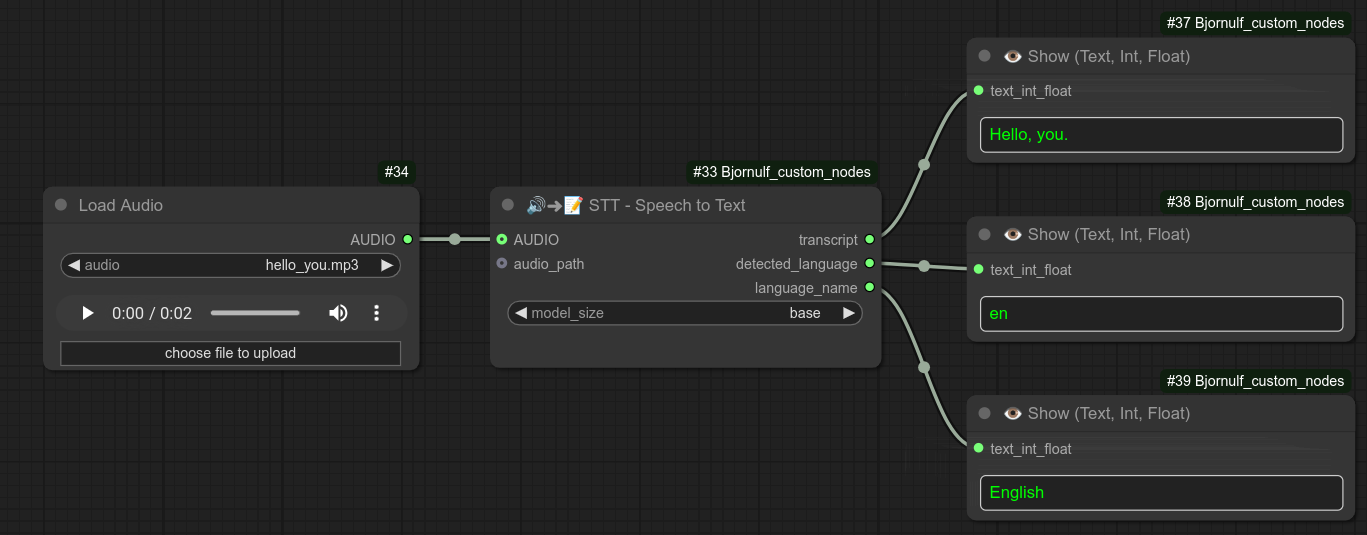 #34
Load Audio
AUDIO
audio hello_you.mp3
0:00 / 0:02
choose file to upload
#33 Bjornulf_custom_nodes
🔊➜📝 STT - Speech to Text
AUDIO transcript
audio_path detected_language
language_name
model_size base
#37 Bjornulf_custom_nodes
👁 Show (Text, Int, Float)
text_int_float
Hello, you.
#38 Bjornulf_custom_nodes
👁 Show (Text, Int, Float)
text_int_float
en
#39 Bjornulf_custom_nodes
👁 Show (Text, Int, Float)
text_int_float
English